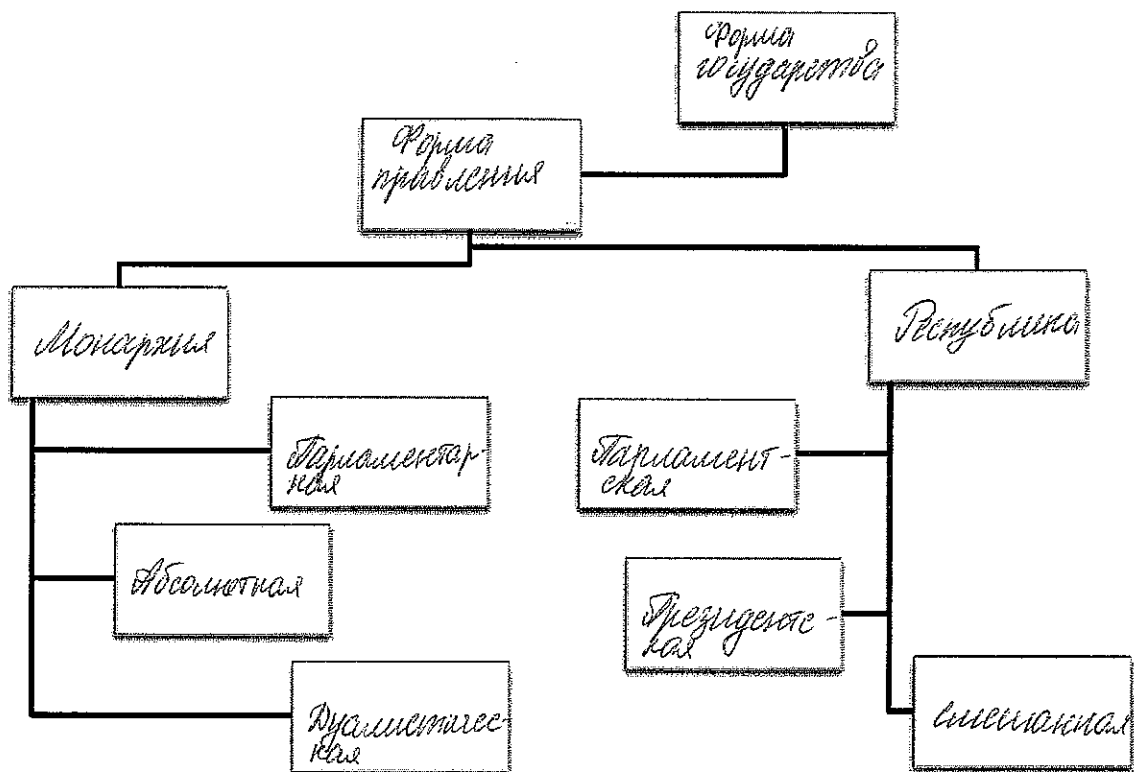 Форма
государства
Форма
правления
Монархия
Республика
Парламентар-
ная
Парламент-
ская
Абсолютная
Президентс-
кая
Дуалистичес-
кая
смешанная